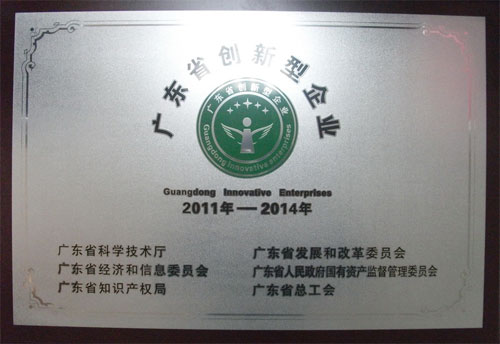 广东省创新型企业
广东省创新型企业
Guangdong Innovative enterprises
Guangdong Innovative Enterprises
2011年—2014年
广东省科学技术厅 广东省发展和改革委员会
广东省经济和信息委员会 广东省人民政府国有资产监督管理委员会
广东省知识产权局 广东省总工会